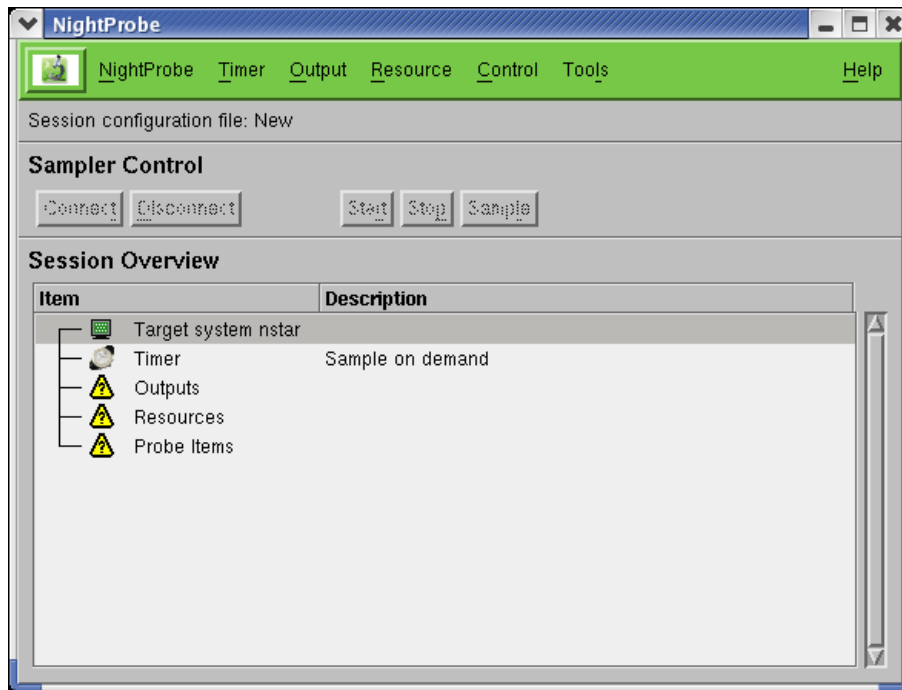 NightProbe
NightProbe Timer Output Resource Control Tools Help
Session configuration file: New
Sampler Control
Connect Disconnect Start Stop Sample
Session Overview
Item Description
Target system nstar
Timer Sample on demand
Outputs
Resources
Probe Items